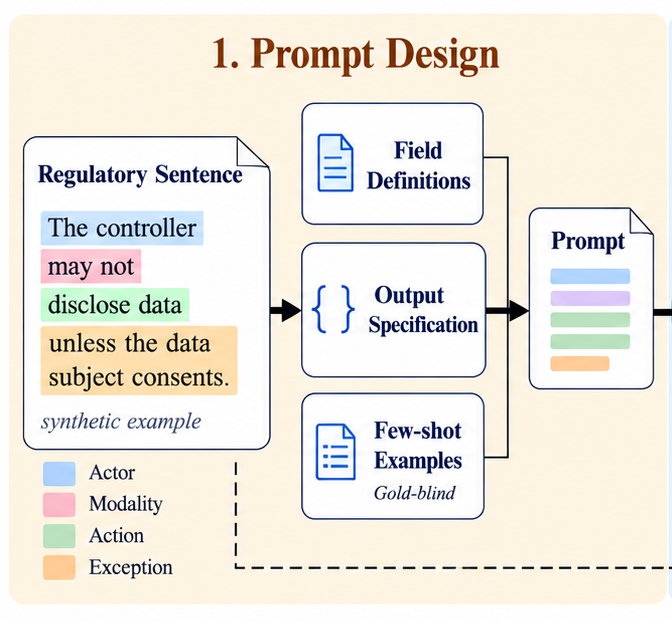 1. Prompt Design
Regulatory Sentence
The controller
may not
disclose data
unless the data
subject consents.
synthetic example
Actor
Modality
Action
Exception
Field
Definitions
{ }
Output
Specification
Few-shot
Examples
Gold-blind
Prompt